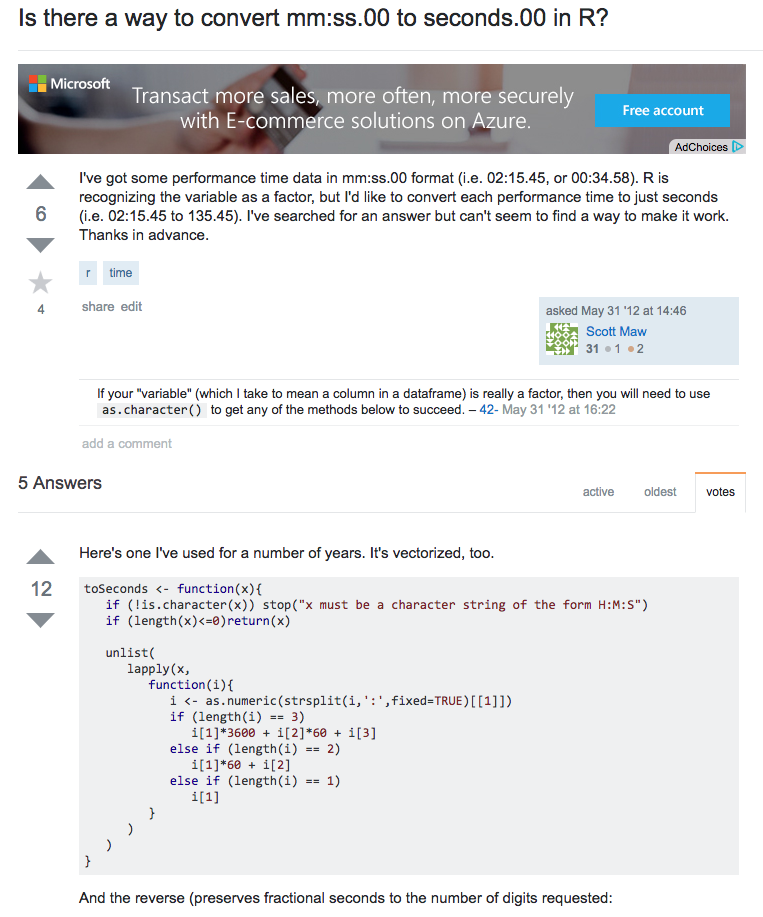 Is there a way to convert mm:ss.00 to seconds.00 in R?
Microsoft
Transact more sales, more often, more securely
with E-commerce solutions on Azure.
Free account
AdChoices
I've got some performance time data in mm:ss.00 format (i.e. 02:15.45, or 00:34.58). R is
recognizing the variable as a factor, but I'd like to convert each performance time to just seconds
(i.e. 02:15.45 to 135.45). I've searched for an answer but can't seem to find a way to make it work.
Thanks in advance.
6
4
r time
share edit
asked May 31 '12 at 14:46
Scott Maw
31 ●1 ●2
If your "variable" (which I take to mean a column in a dataframe) is really a factor, then you will need to use
as.character() to get any of the methods below to succeed. – 42- May 31 '12 at 16:22
add a comment
5 Answers
active oldest votes
12
Here's one I've used for a number of years. It's vectorized, too.
toSeconds <- function(x){
   if (!is.character(x)) stop("x must be a character string of the form H:M:S")
   if (length(x)<=0)return(x)

   unlist(
      lapply(x,
         function(i){
            i <- as.numeric(strsplit(i,':',fixed=TRUE)[[1]])
            if (length(i) == 3)
               i[1]*3600 + i[2]*60 + i[3]
            else if (length(i) == 2)
               i[1]*60 + i[2]
            else if (length(i) == 1)
               i[1]
         }
      )
   )
}
And the reverse (preserves fractional seconds to the number of digits requested: